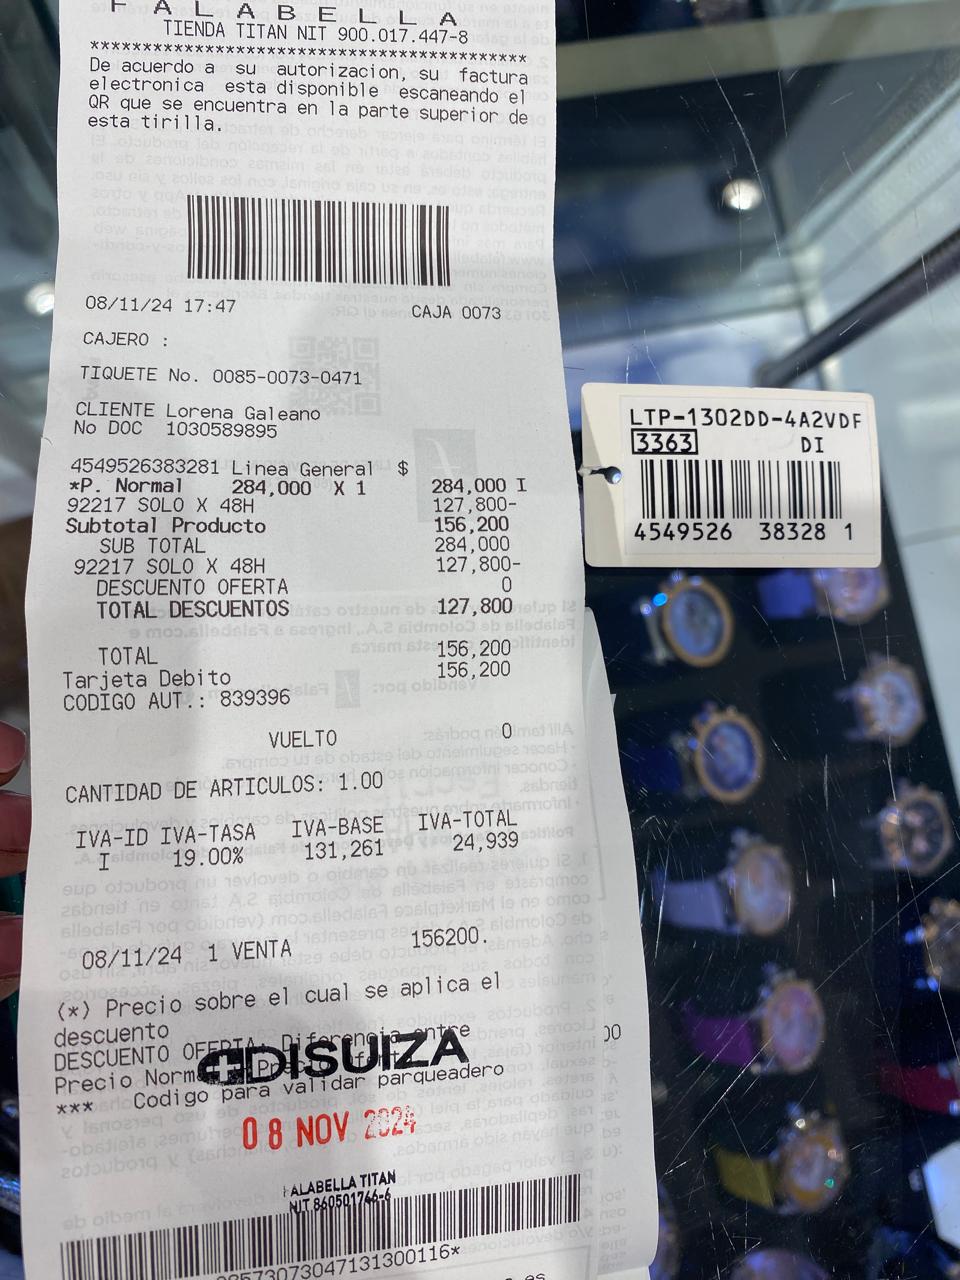 FALABELLA
TIENDA TITAN NIT 900.017.447-8
****************************************************
De acuerdo a su autorizacion, su factura
electronica esta disponible escaneando el
QR que se encuentra en la parte superior de
esta tirilla.
08/11/24 17:47 CAJA 0073
CAJERO :
TIQUETE No. 0085-0073-0471
CLIENTE Lorena Galeano
No DOC 1030589895
4549526383281 Linea General $
*P. Normal 284,000 X 1 284,000 I
92217 SOLO X 48H 127,800-
Subtotal Producto 156,200
SUB TOTAL 284,000
92217 SOLO X 48H 127,800-
DESCUENTO OFERTA 0
TOTAL DESCUENTOS 127,800
TOTAL 156,200
Tarjeta Debito 156,200
CODIGO AUT.: 839396
VUELTO 0
CANTIDAD DE ARTICULOS: 1.00
IVA-ID IVA-TASA IVA-BASE IVA-TOTAL
I 19.00% 131,261 24,939
08/11/24 1 VENTA 156200.
(*) Precio sobre el cual se aplica el
descuento
DESCUENTO OFERTA: Diferencia entre
Precio
DISUIZA
*** Codigo para validar parqueadero
08 NOV 2024
FALABELLA TITAN
NIT 860501746-6
LTP-1302DD-4A2VDF
3363 DI
4549526 38328 1